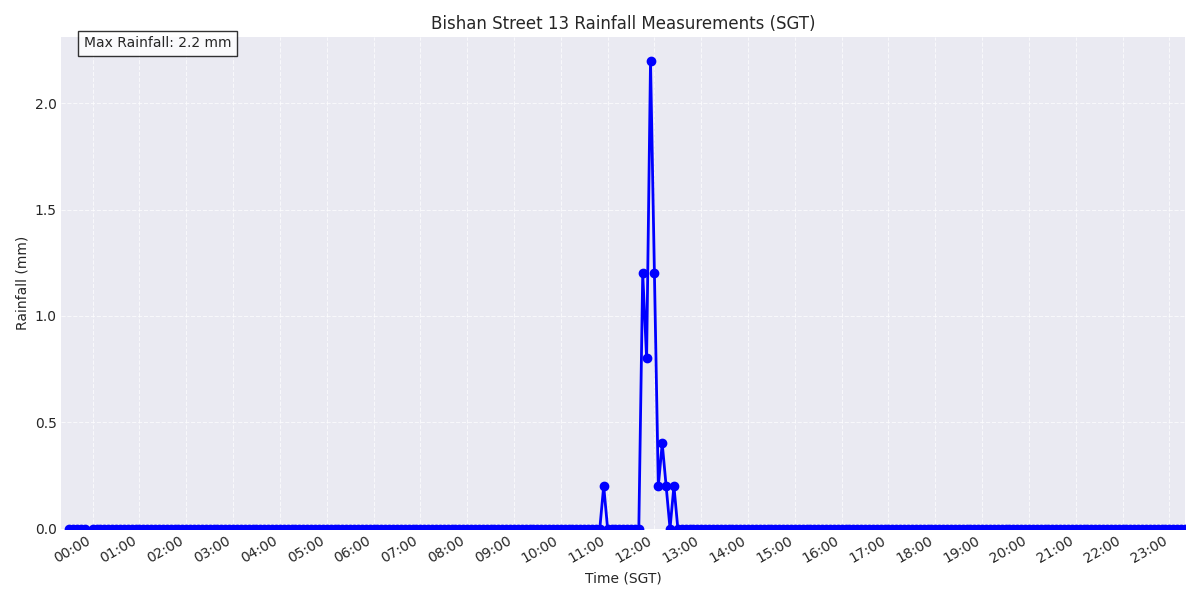 Bishan Street 13 Rainfall Measurements (SGT)
Max Rainfall: 2.2 mm
2.0
1.5
1.0
0.5
0.0
Rainfall (mm)
00:00 01:00 02:00 03:00 04:00 05:00 06:00 07:00 08:00 09:00 10:00 11:00 12:00 13:00 14:00 15:00 16:00 17:00 18:00 19:00 20:00 21:00 22:00 23:00
Time (SGT)